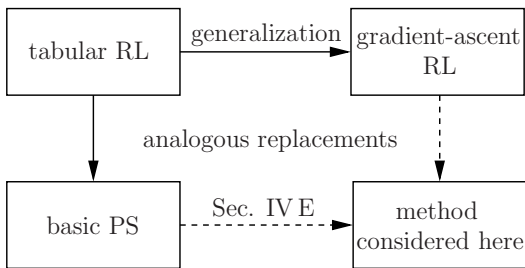 tabular RL
generalization
gradient-ascent
RL
analogous replacements
basic PS
Sec. IV E
method
considered here